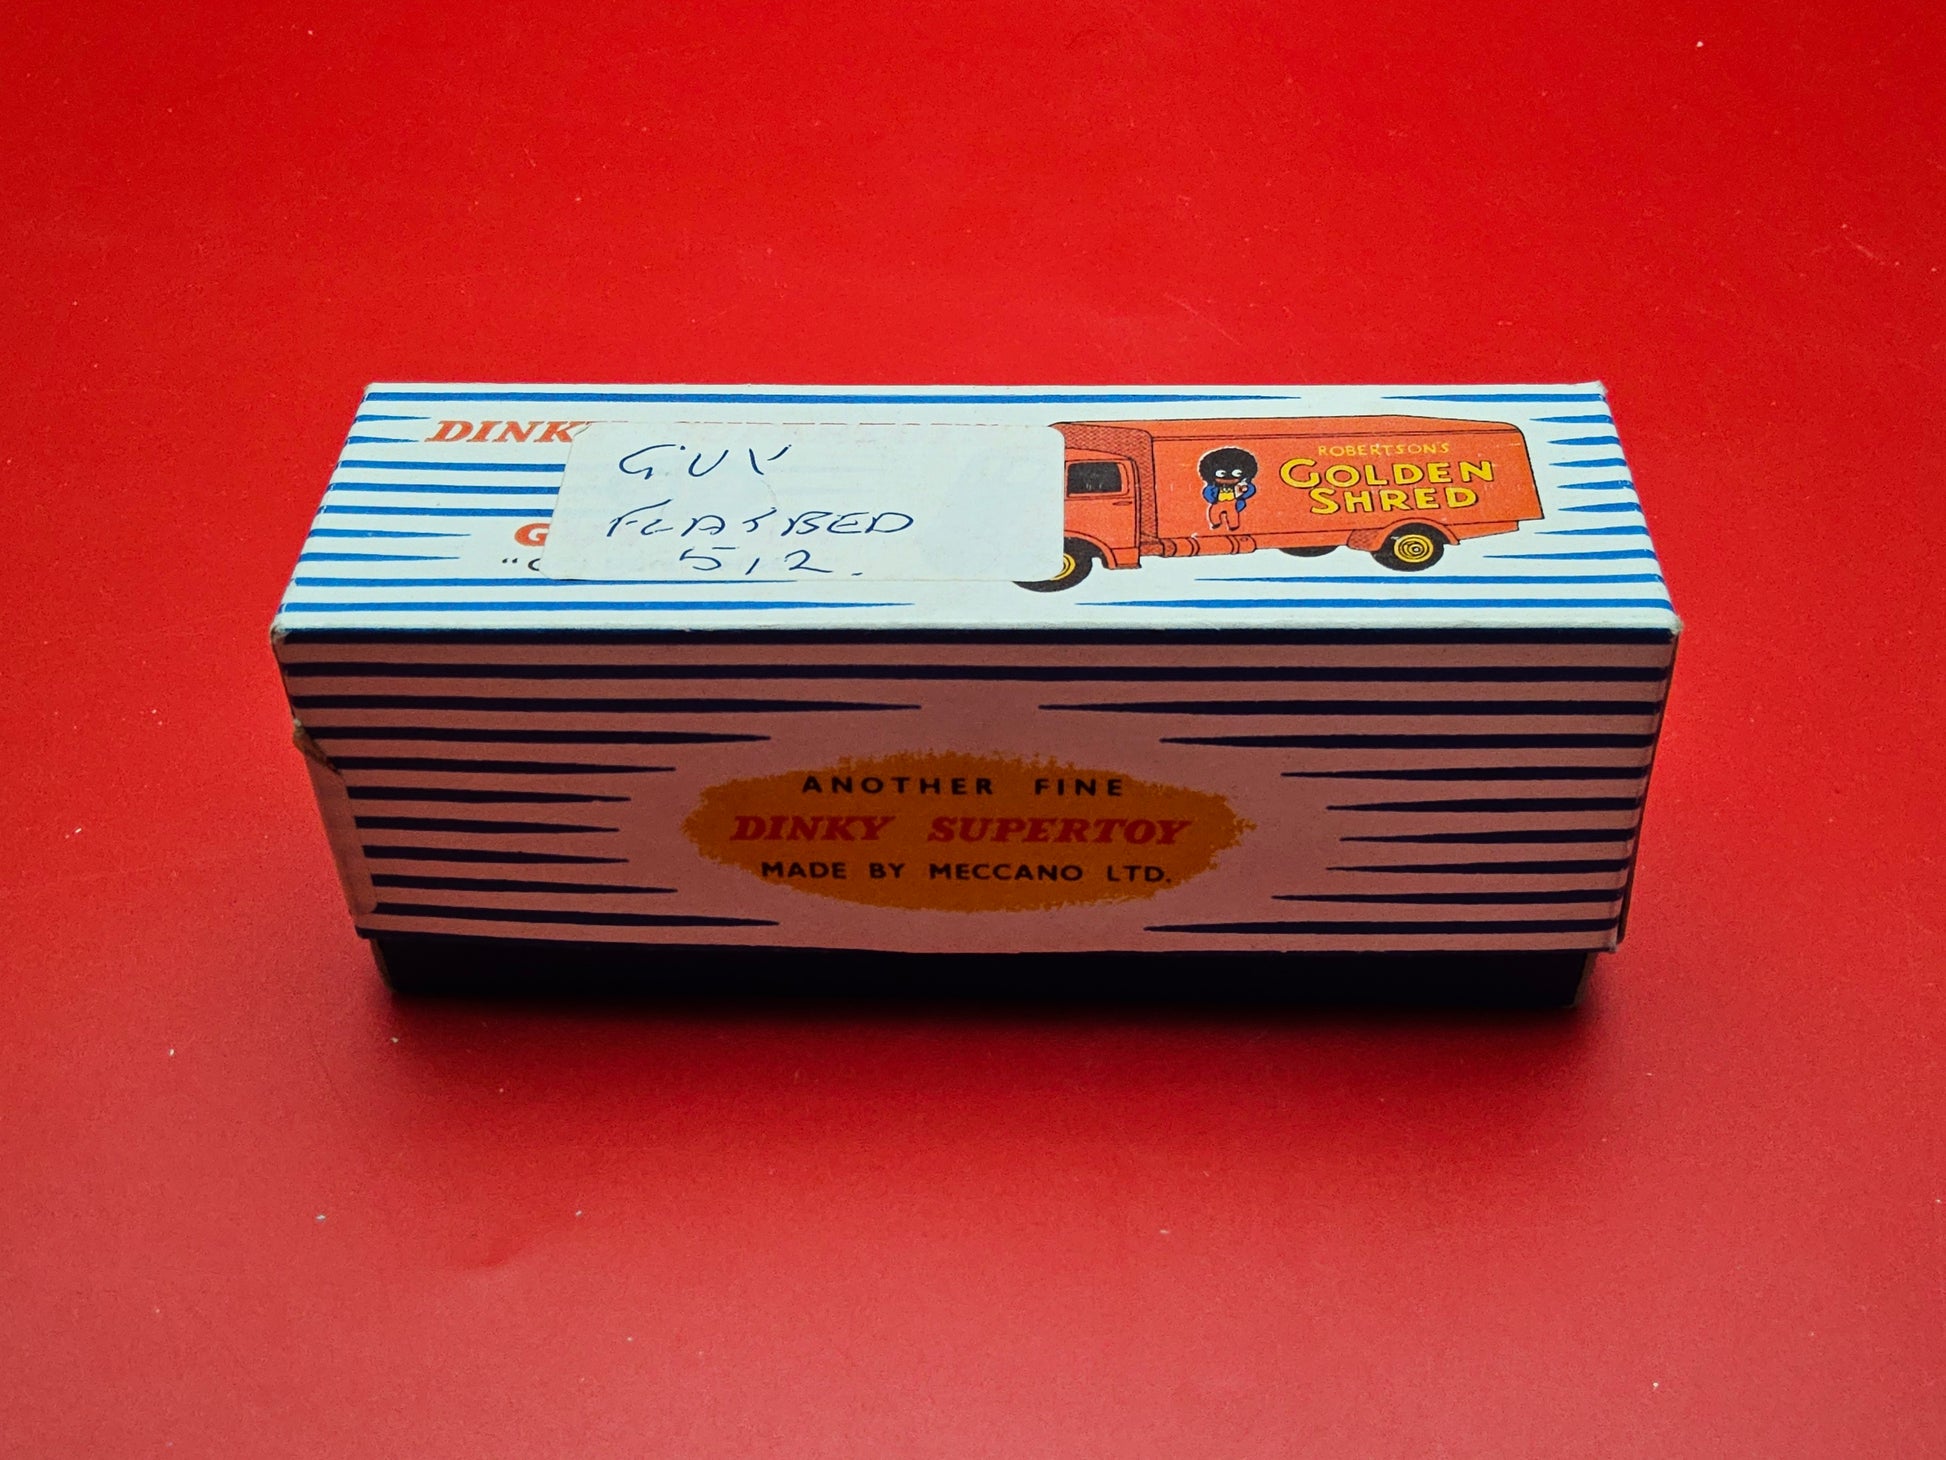 DINK
GUY
FLATBED
512.
G
"G
ROBERTSON'S
GOLDEN
SHRED
ANOTHER FINE
DINKY SUPERTOY
MADE BY MECCANO LTD.